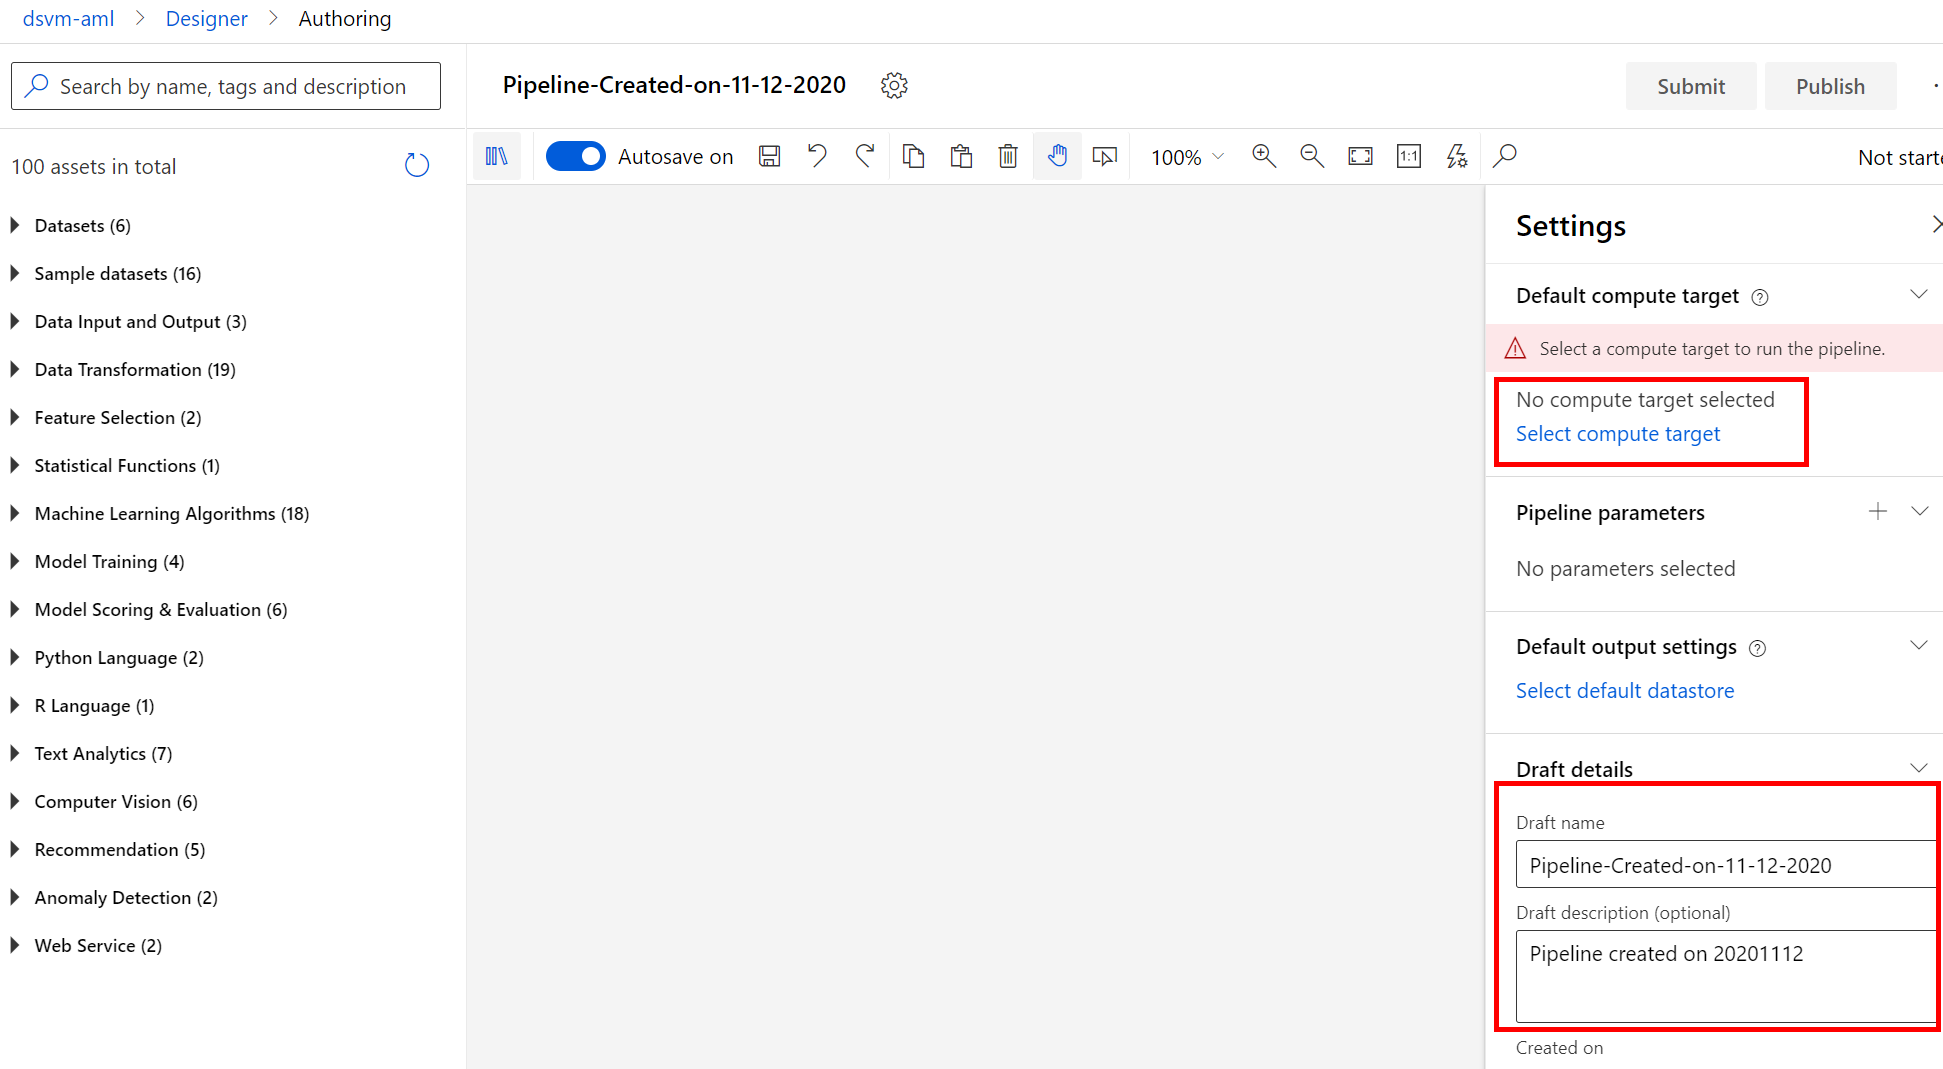 dsvm-aml > Designer > Authoring
Search by name, tags and description
Pipeline-Created-on-11-12-2020
Submit
Publish
100 assets in total
Autosave on
100%
1:1
Not
Datasets (6)
Sample datasets (16)
Data Input and Output (3)
Data Transformation (19)
Feature Selection (2)
Statistical Functions (1)
Machine Learning Algorithms (18)
Model Training (4)
Model Scoring & Evaluation (6)
Python Language (2)
R Language (1)
Text Analytics (7)
Computer Vision (6)
Recommendation (5)
Anomaly Detection (2)
Web Service (2)
Settings
Default compute target
Select a compute target to run the pipeline.
No compute target selected
Select compute target
Pipeline parameters
No parameters selected
Default output settings
Select default datastore
Draft details
Draft name
Pipeline-Created-on-11-12-2020
Draft description (optional)
Pipeline created on 20201112
Created on